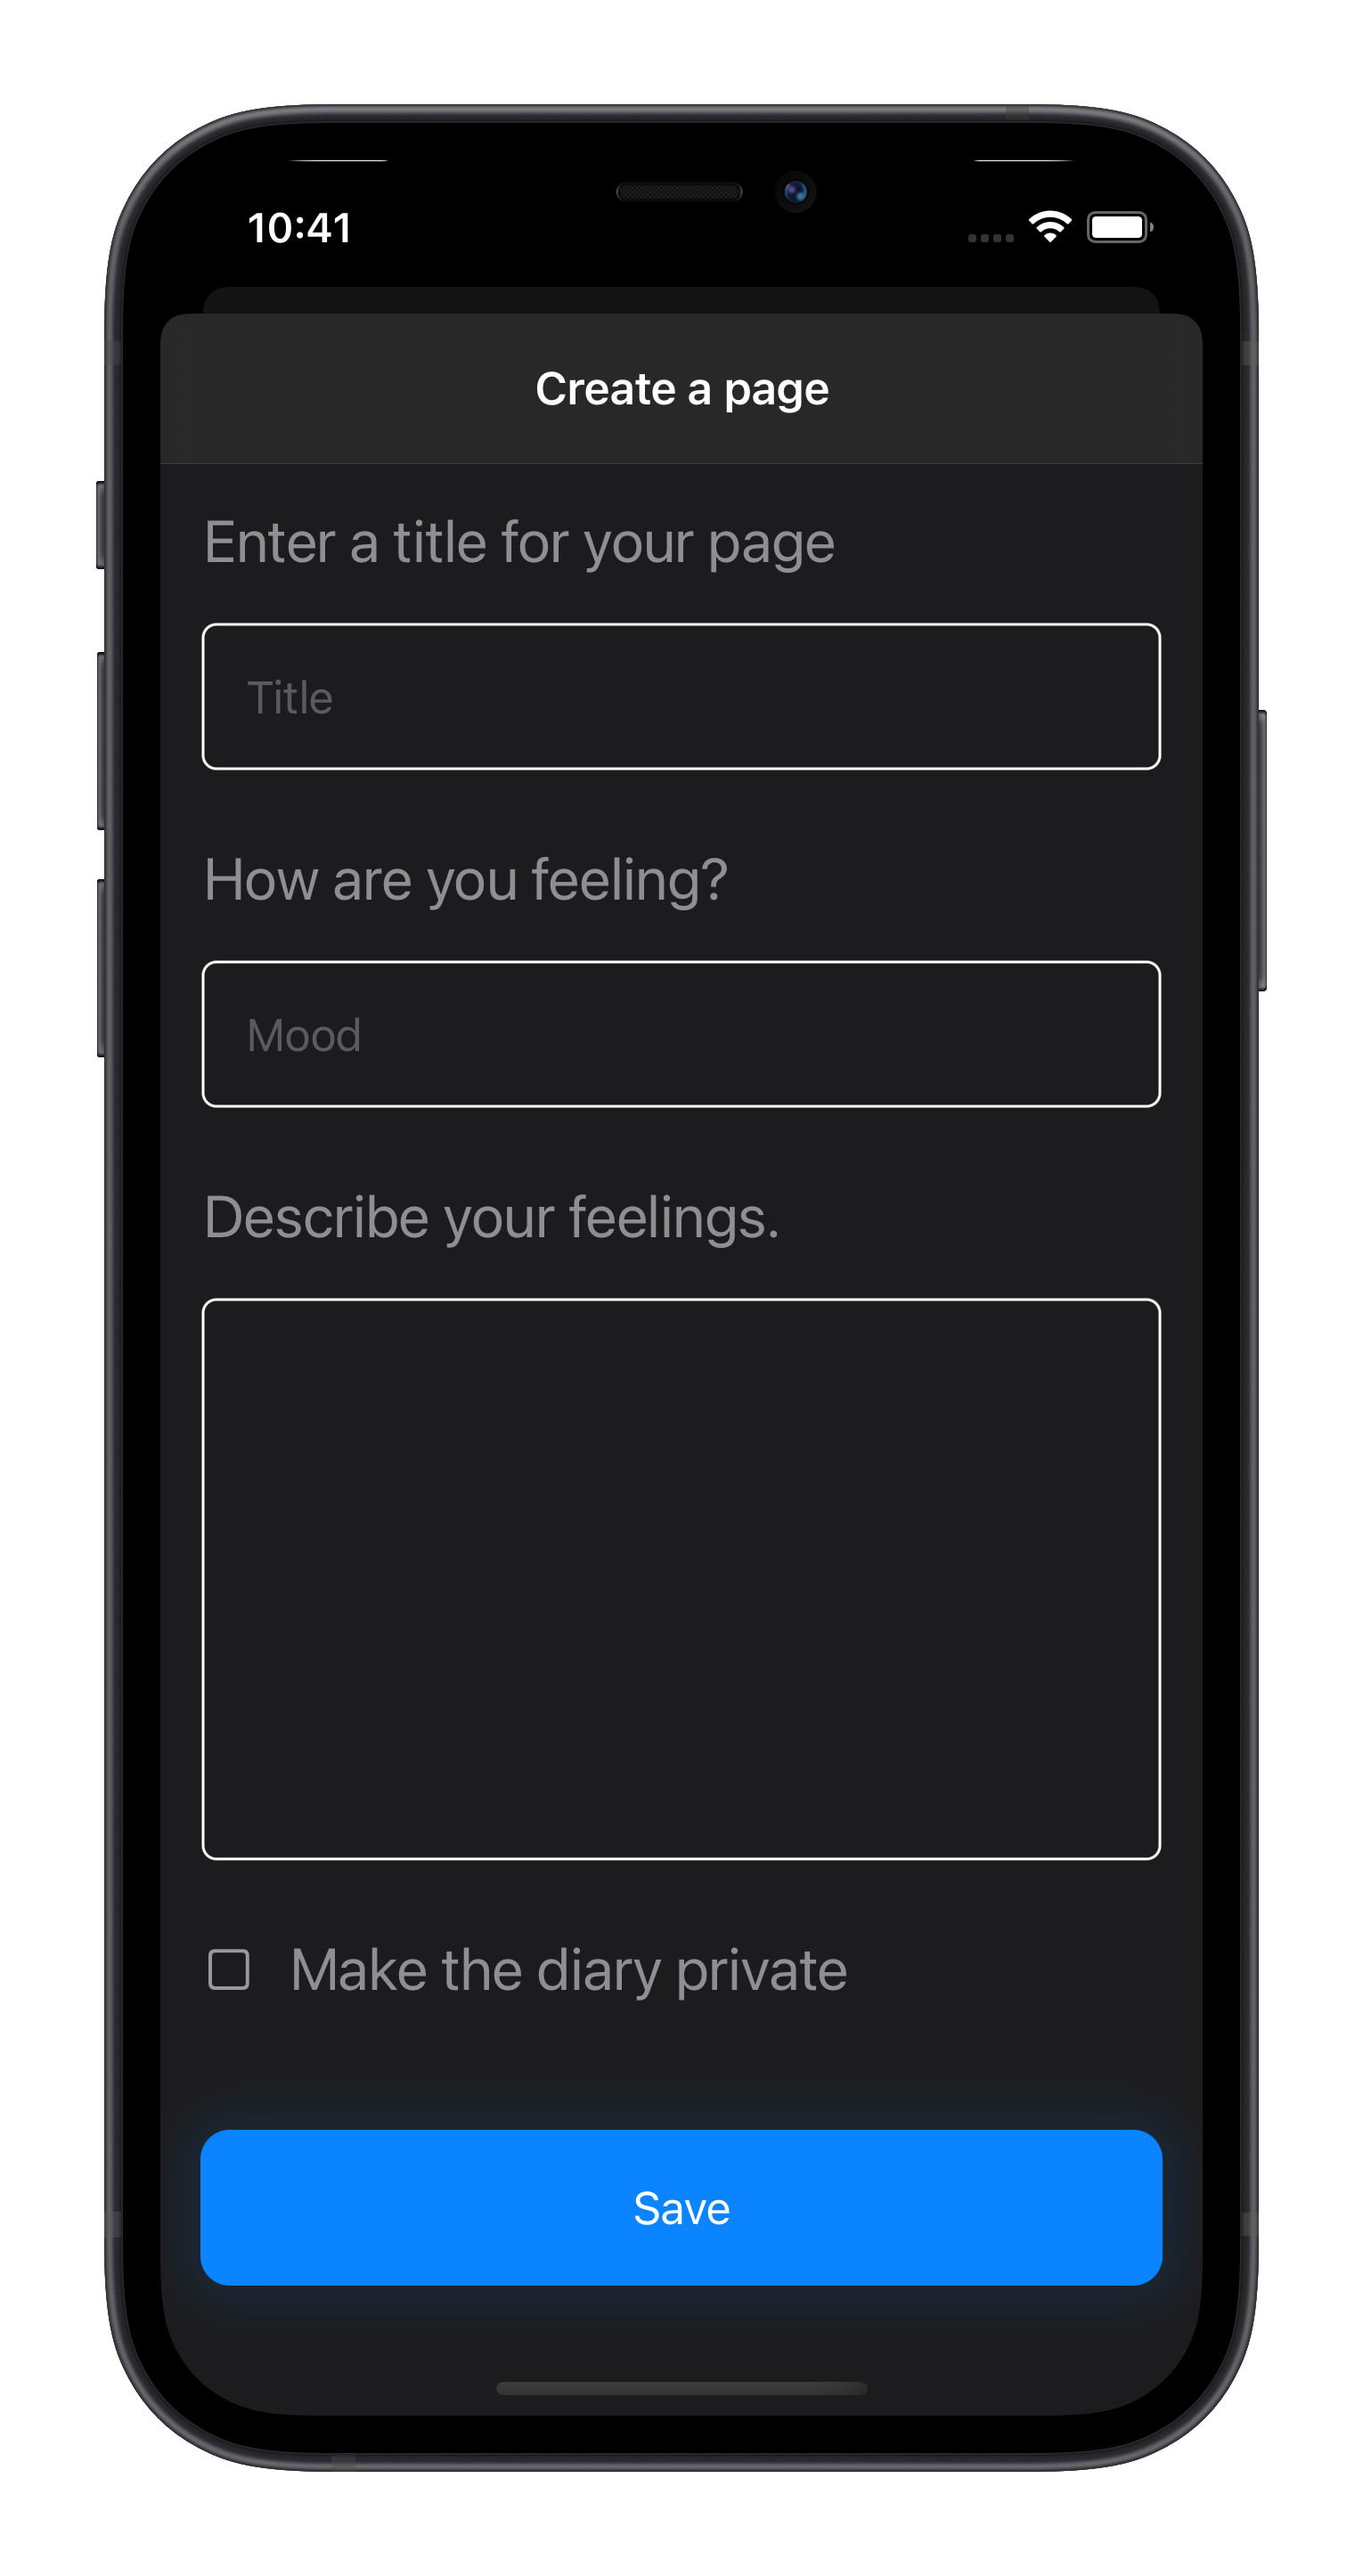 10:41
Create a page
Enter a title for your page
Title
How are you feeling?
Mood
Describe your feelings.
Make the diary private
Save